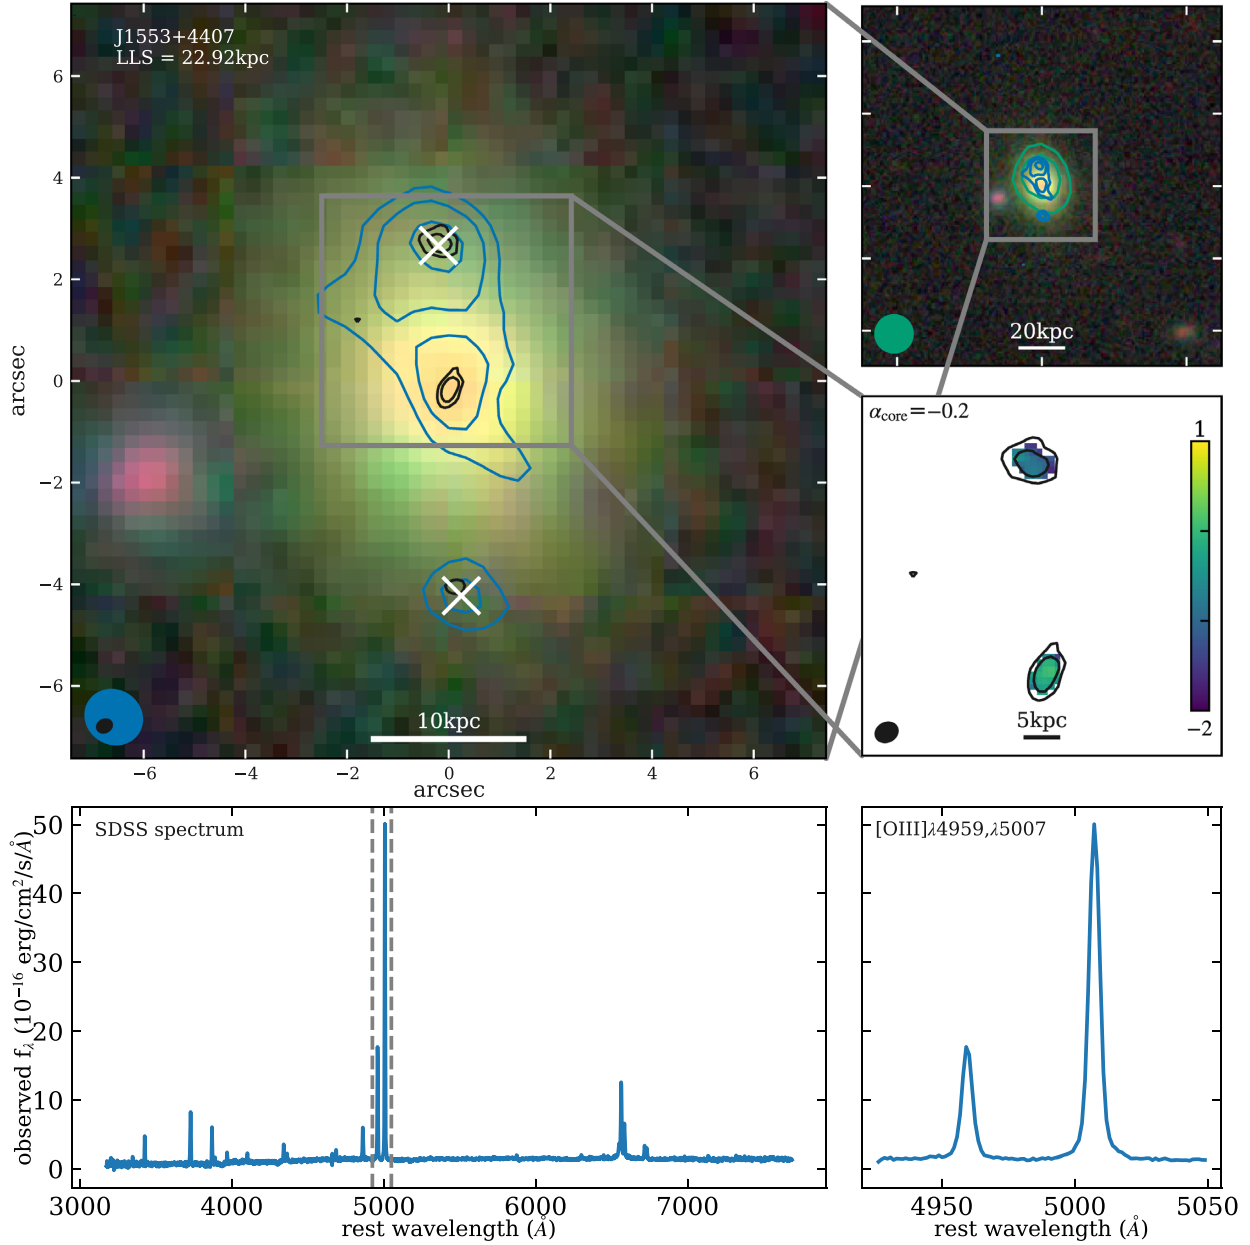 J1553+4407
LLS = 22.92kpc
6
4
2
0
−2
−4
−6
arcsec
10kpc
−6
−4
−2
0
2
4
6
arcsec
20kpc
αcore=−0.2
1
−2
5kpc
SDSS spectrum
50
40
30
20
10
0
observed fλ (10⁻¹⁶ erg/cm²/s/Å)
3000
4000
5000
6000
7000
rest wavelength (Å)
[OIII]λ4959,λ5007
4950
5000
5050
rest wavelength (Å)